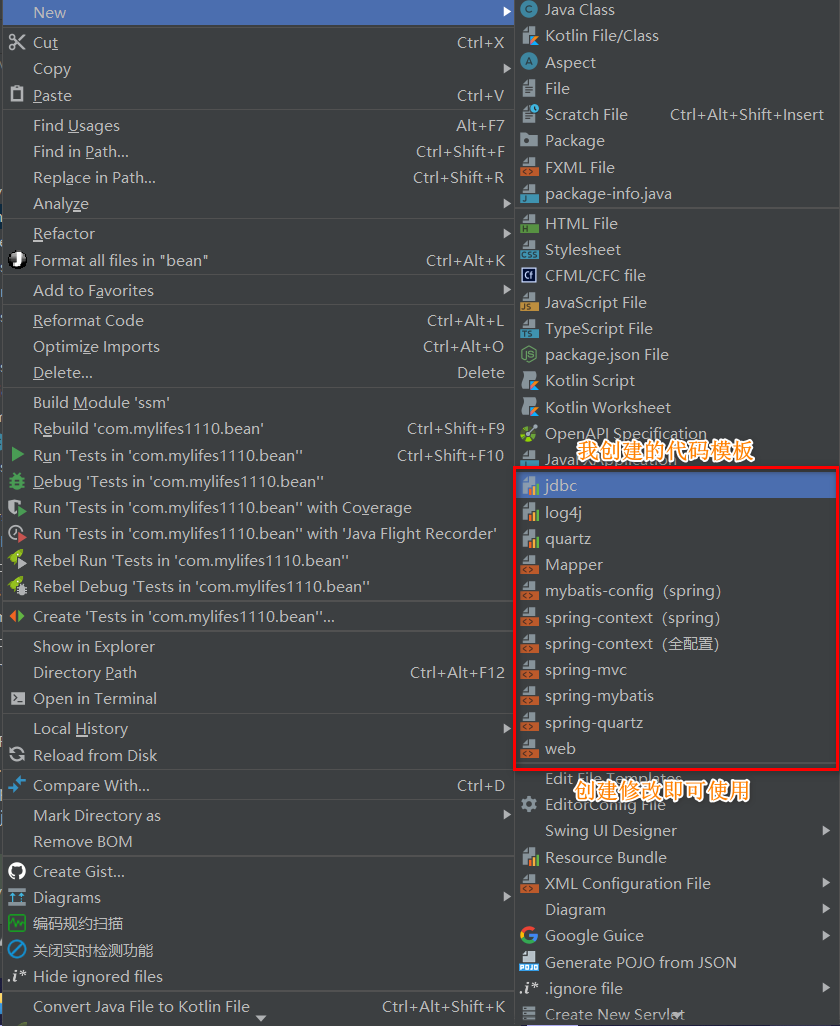 New
Cut Ctrl+X
Copy
Paste Ctrl+V
Find Usages Alt+F7
Find in Path... Ctrl+Shift+F
Replace in Path... Ctrl+Shift+R
Analyze
Refactor
Format all files in "bean" Ctrl+Alt+K
Add to Favorites
Reformat Code Ctrl+Alt+L
Optimize Imports Ctrl+Alt+O
Delete... Delete
Build Module 'ssm'
Rebuild 'com.mylifes1110.bean' Ctrl+Shift+F9
Run 'Tests in 'com.mylifes1110.bean'' Ctrl+Shift+F10
Debug 'Tests in 'com.mylifes1110.bean''
Run 'Tests in 'com.mylifes1110.bean'' with Coverage
Run 'Tests in 'com.mylifes1110.bean'' with 'Java Flight Recorder'
Rebel Run 'Tests in 'com.mylifes1110.bean''
Rebel Debug 'Tests in 'com.mylifes1110.bean''
Create 'Tests in 'com.mylifes1110.bean''...
Show in Explorer
Directory Path Ctrl+Alt+F12
Open in Terminal
Local History
Reload from Disk
Compare With... Ctrl+D
Mark Directory as
Remove BOM
Create Gist...
Diagrams
编码规约扫描
关闭实时检测功能
.i* Hide ignored files
Convert Java File to Kotlin File Ctrl+Alt+Shift+K
Java Class
Kotlin File/Class
Aspect
File
Scratch File Ctrl+Alt+Shift+Insert
Package
FXML File
package-info.java
HTML File
Stylesheet
CFML/CFC file
JavaScript File
TypeScript File
package.json File
Kotlin Script
Kotlin Worksheet
OpenAPI Specification
我创建的代码模板
JavaFXApplication
jdbc
log4j
quartz
Mapper
mybatis-config（spring）
spring-context（spring）
spring-context（全配置）
spring-mvc
spring-mybatis
spring-quartz
web
Edit File Templates...
创建修改即可使用
EditorConfig File
Swing UI Designer
Resource Bundle
XML Configuration File
Diagram
Google Guice
Generate POJO from JSON
.i* .ignore file
Create New Servlet